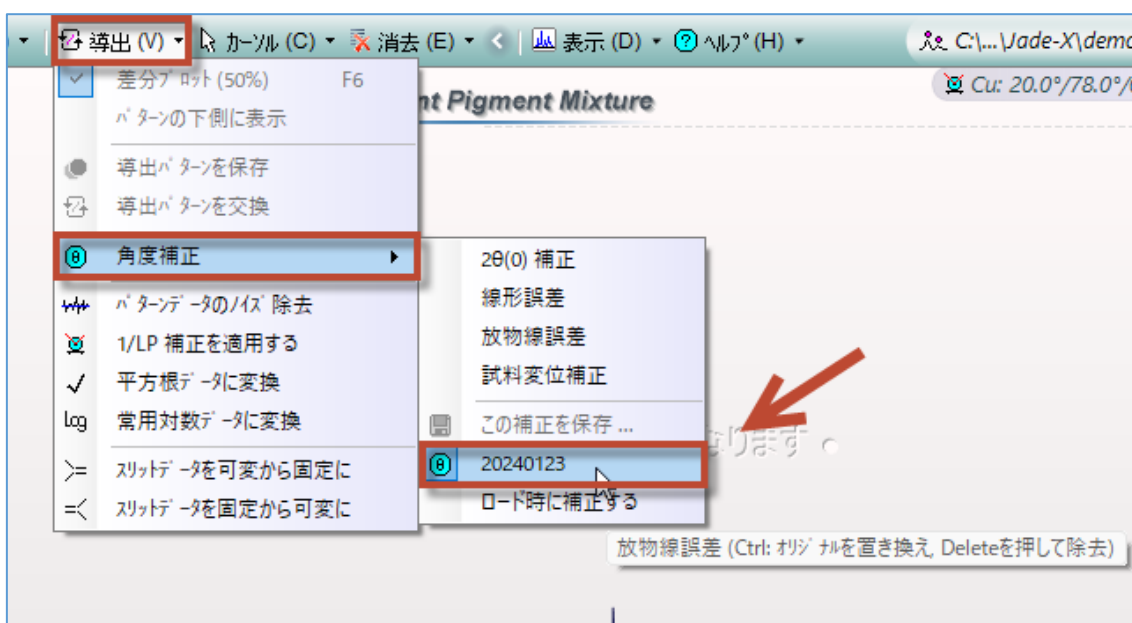 導出 (V) カーソル (C) 消去 (E) 表示 (D) ヘルプ (H) C:\...\Jade-X\demo
差分プロット (50%) F6
nt Pigment Mixture
Cu: 20.0°/78.0°/
パターンの下側に表示
導出パターンを保存
導出パターンを交換
角度補正
2θ(0) 補正
線形誤差
放物線誤差
試料変位補正
この補正を保存 ...
20240123
ロード時に補正する
パターンデータのノイズ除去
1/LP 補正を適用する
平方根データに変換
log 常用対数データに変換
>= スリットデータを可変から固定に
=< スリットデータを固定から可変に
ります。
放物線誤差 (Ctrl: オリジナルを置き換え, Deleteを押して除去)